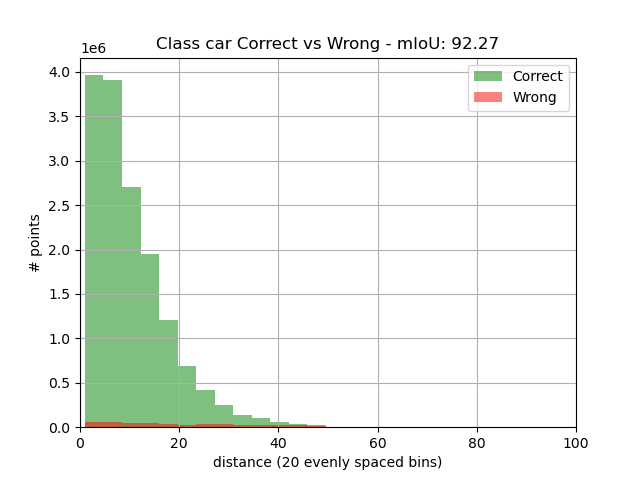 Class car Correct vs Wrong - mIoU: 92.27
1e6
4.0
3.5
3.0
2.5
2.0
1.5
1.0
0.5
0.0
# points
Correct
Wrong
0 20 40 60 80 100
distance (20 evenly spaced bins)